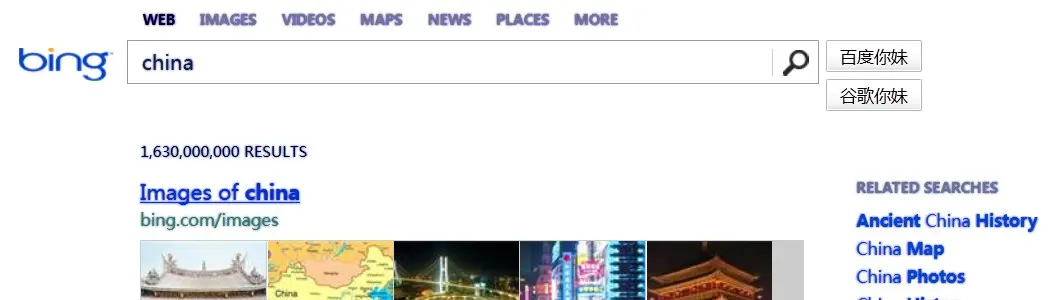 WEB IMAGES VIDEOS MAPS NEWS PLACES MORE
bing
china
百度你妹
谷歌你妹
1,630,000,000 RESULTS
Images of china
bing.com/images
China
RELATED SEARCHES
Ancient China History
China Map
China Photos